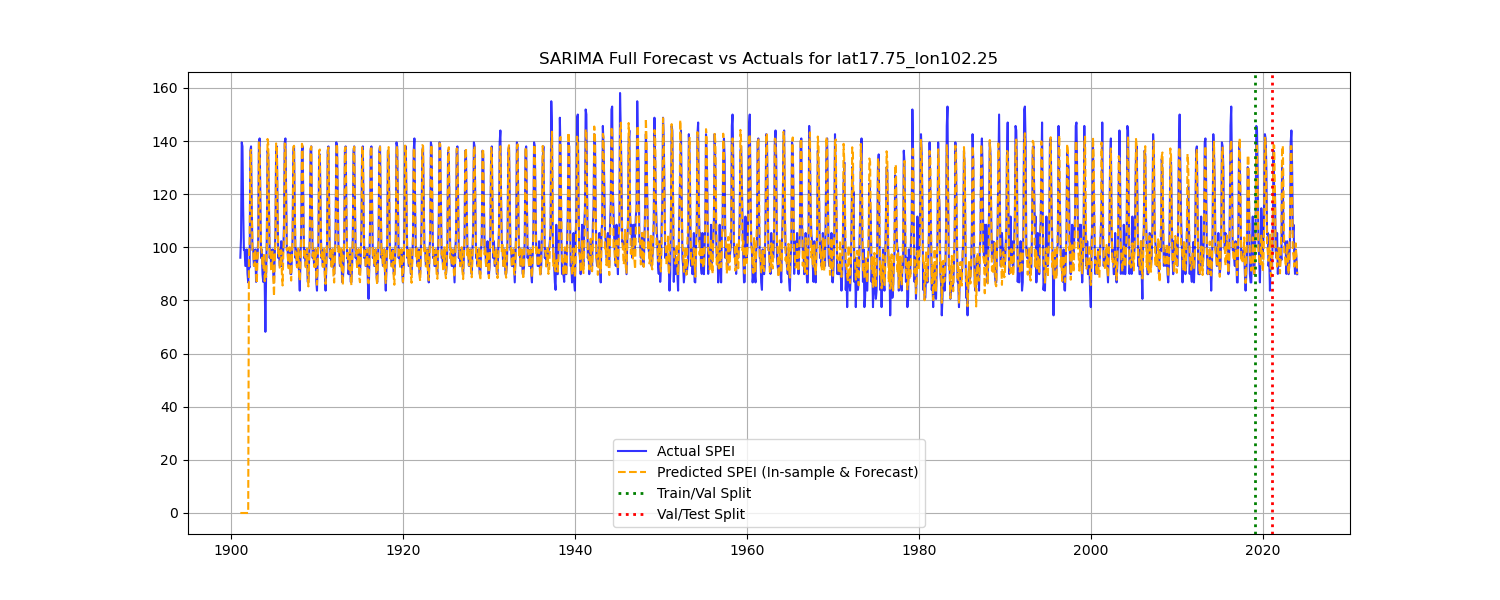 SARIMA Full Forecast vs Actuals for lat17.75_lon102.25
160
140
120
100
80
60
40
20
0
Actual SPEI
Predicted SPEI (In-sample & Forecast)
Train/Val Split
Val/Test Split
1900 1920 1940 1960 1980 2000 2020